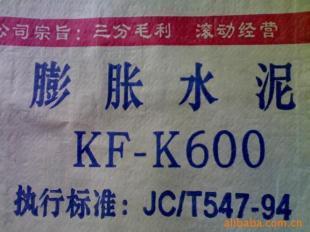 公司宗旨：三分毛利 滚动经营
膨胀水泥
KF-K600
执行标准：JC/T547-94
alibaba.com.cn